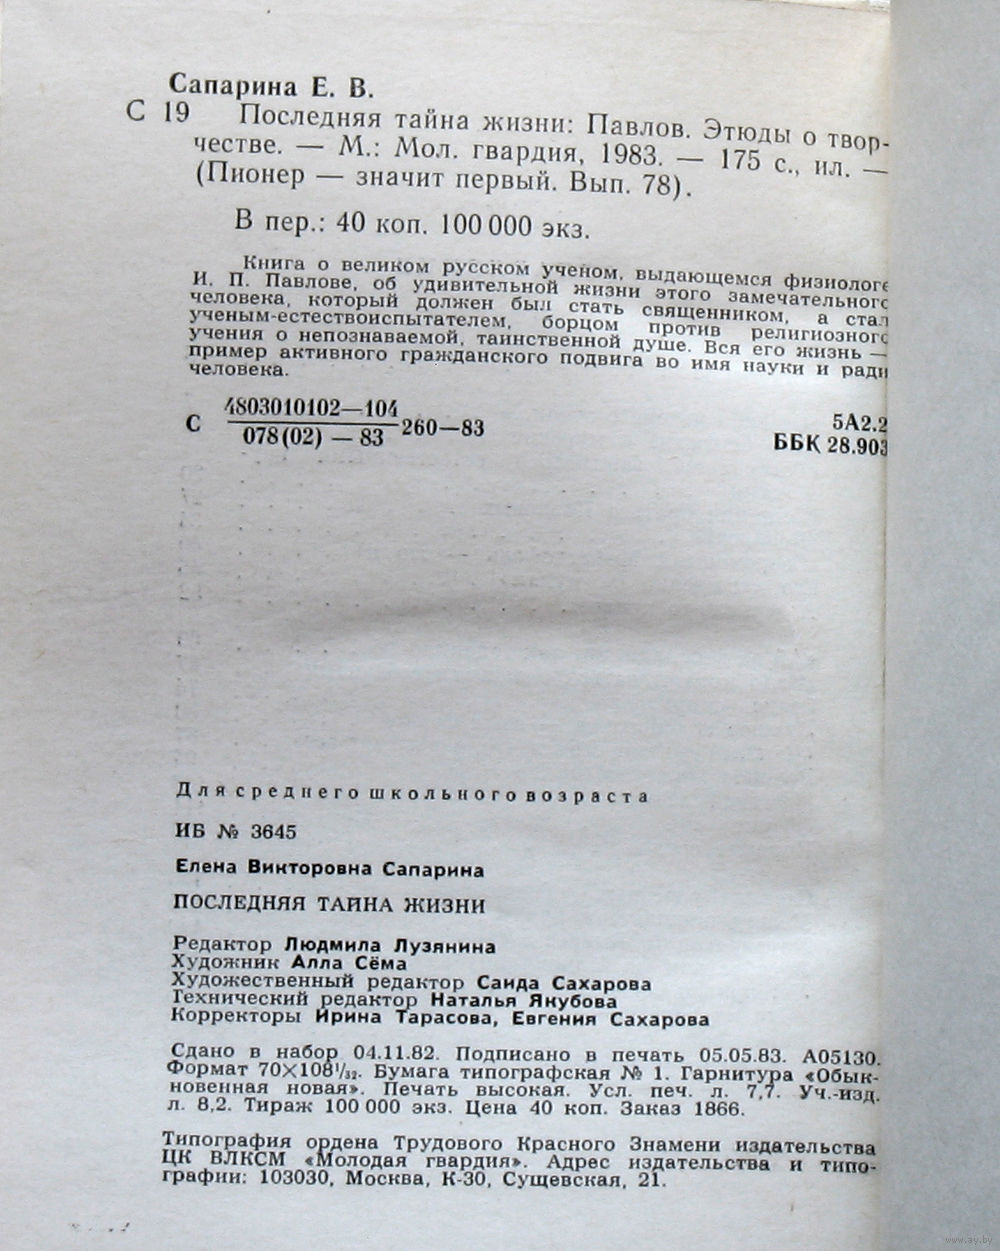 Сапарина Е. В.
С 19 Последняя тайна жизни: Павлов. Этюды о твор-
честве. — М.: Мол. гвардия, 1983. — 175 с., ил. —
(Пионер — значит первый. Вып. 78).
В пер.: 40 коп. 100 000 экз.
Книга о великом русском ученом, выдающемся физиологе
И. П. Павлове, об удивительной жизни этого замечательного
человека, который должен был стать священником, а стал
ученым-естествоиспытателем, борцом против религиозного
учения о непознаваемой, таинственной душе. Вся его жизнь —
пример активного гражданского подвига во имя науки и ради
человека.
С 4803010102—104
078(02) — 83 260—83
5А2.2
ББК 28.903
Для среднего школьного возраста
ИБ № 3645
Елена Викторовна Сапарина
ПОСЛЕДНЯЯ ТАЙНА ЖИЗНИ
Редактор Людмила Лузянина
Художник Алла Сёма
Художественный редактор Саида Сахарова
Технический редактор Наталья Якубова
Корректоры Ирина Тарасова, Евгения Сахарова
Сдано в набор 04.11.82. Подписано в печать 05.05.83. А05130.
Формат 70×108¹/₃₂. Бумага типографская № 1. Гарнитура «Обык-
новенная новая». Печать высокая. Усл. печ. л. 7,7. Уч.-изд.
л. 8,2. Тираж 100 000 экз. Цена 40 коп. Заказ 1866.
Типография ордена Трудового Красного Знамени издательства
ЦК ВЛКСМ «Молодая гвардия». Адрес издательства и типо-
графии: 103030, Москва, К-30, Сущевская, 21.
www.ay.by